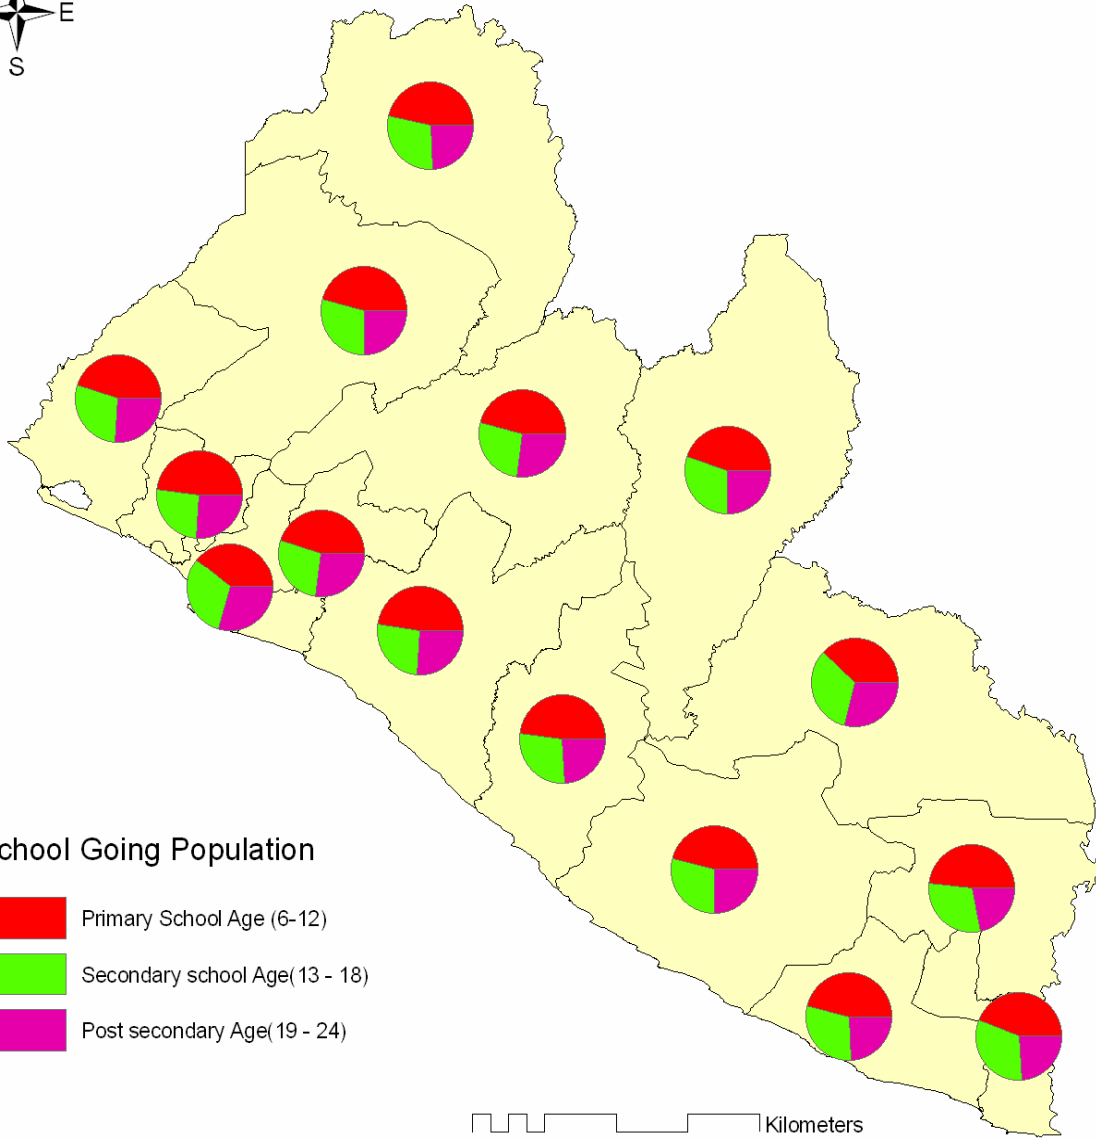 E
S
chool Going Population
Primary School Age (6-12)
Secondary school Age(13 - 18)
Post secondary Age(19 - 24)
Kilometers